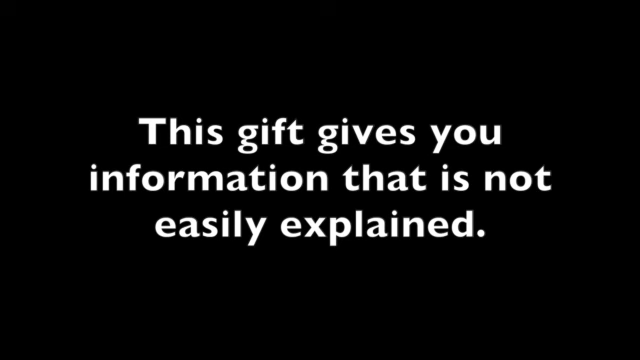 This gift gives you
information that is not
easily explained.